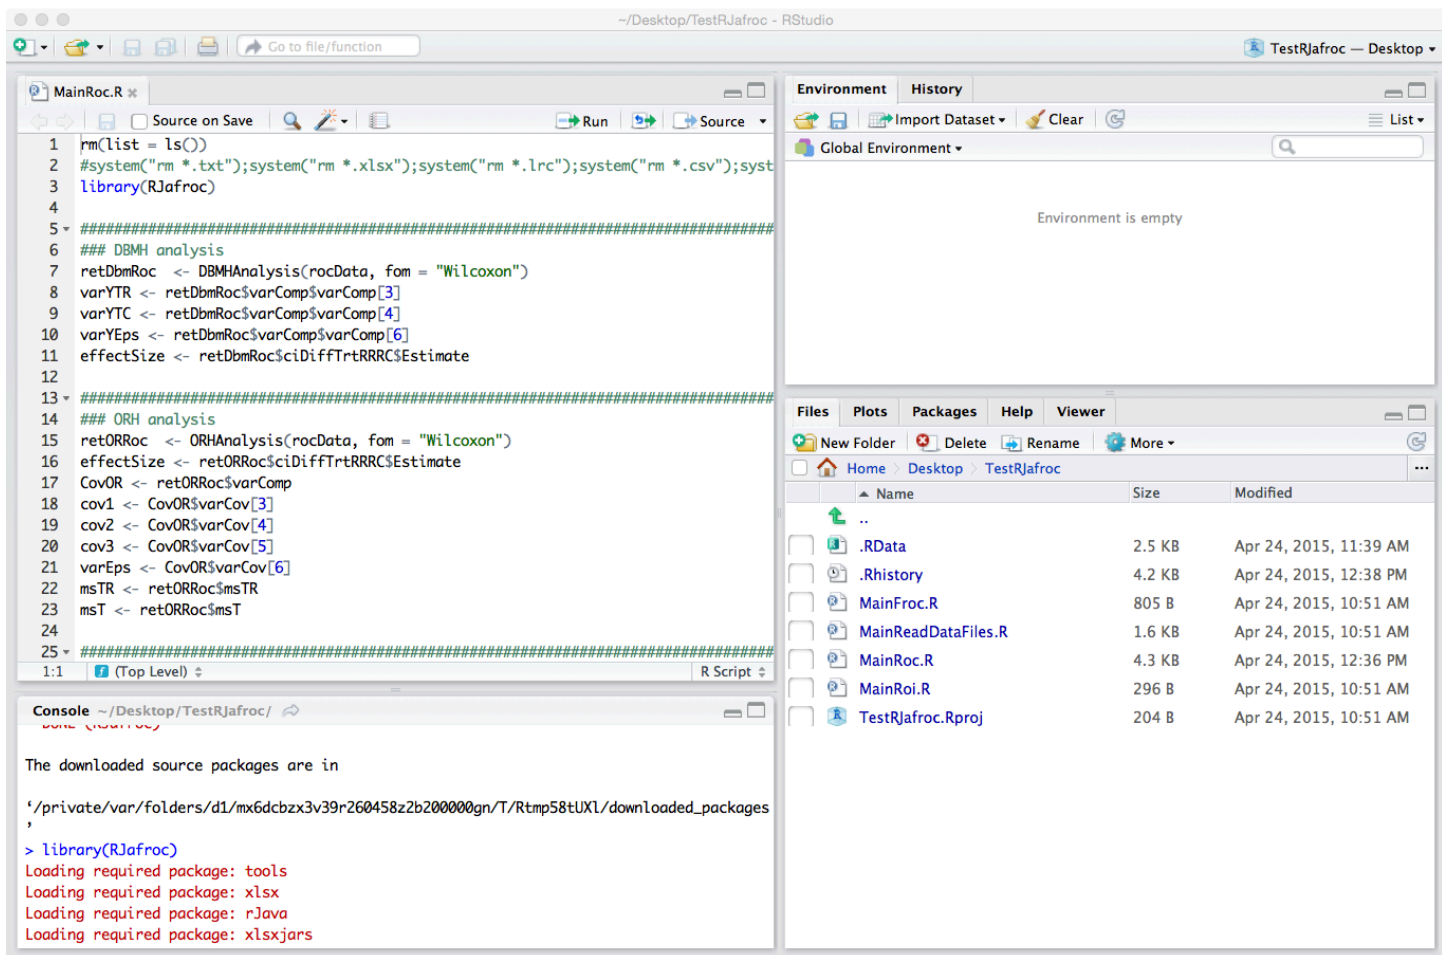 ~/Desktop/TestRJafroc - RStudio
Go to file/function
TestRJafroc — Desktop
MainRoc.R
Source on Save
Run
Source
1 rm(list = ls())
2 #system("rm *.txt");system("rm *.xlsx");system("rm *.lrc");system("rm *.csv");syst
3 library(RJafroc)
4
5 ##################################################################################
6 ### DBMH analysis
7 retDbmRoc <- DBMHAnalysis(rocData, fom = "Wilcoxon")
8 varYTR <- retDbmRoc$varComp$varComp[3]
9 varYTC <- retDbmRoc$varComp$varComp[4]
10 varYEps <- retDbmRoc$varComp$varComp[6]
11 effectSize <- retDbmRoc$ciDiffTrtRRRC$Estimate
12
13 ##################################################################################
14 ### ORH analysis
15 retORRoc <- ORHAnalysis(rocData, fom = "Wilcoxon")
16 effectSize <- retORRoc$ciDiffTrtRRRC$Estimate
17 CovOR <- retORRoc$varComp
18 cov1 <- CovOR$varCov[3]
19 cov2 <- CovOR$varCov[4]
20 cov3 <- CovOR$varCov[5]
21 varEps <- CovOR$varCov[6]
22 msTR <- retORRoc$msTR
23 msT <- retORRoc$msT
24
25 ##################################################################################
1:1 (Top Level) R Script
Console ~/Desktop/TestRJafroc/
The downloaded source packages are in
‘/private/var/folders/d1/mx6dcbzx3v39r260458z2b200000gn/T/Rtmp58tUXl/downloaded_packages
’
> library(RJafroc)
Loading required package: tools
Loading required package: xlsx
Loading required package: rJava
Loading required package: xlsxjars
Environment History
Import Dataset Clear List
Global Environment
Environment is empty
Files Plots Packages Help Viewer
New Folder Delete Rename More
Home Desktop TestRJafroc ...
Name Size Modified
..
.RData 2.5 KB Apr 24, 2015, 11:39 AM
.Rhistory 4.2 KB Apr 24, 2015, 12:38 PM
MainFroc.R 805 B Apr 24, 2015, 10:51 AM
MainReadDataFiles.R 1.6 KB Apr 24, 2015, 10:51 AM
MainRoc.R 4.3 KB Apr 24, 2015, 12:36 PM
MainRoi.R 296 B Apr 24, 2015, 10:51 AM
TestRJafroc.Rproj 204 B Apr 24, 2015, 10:51 AM